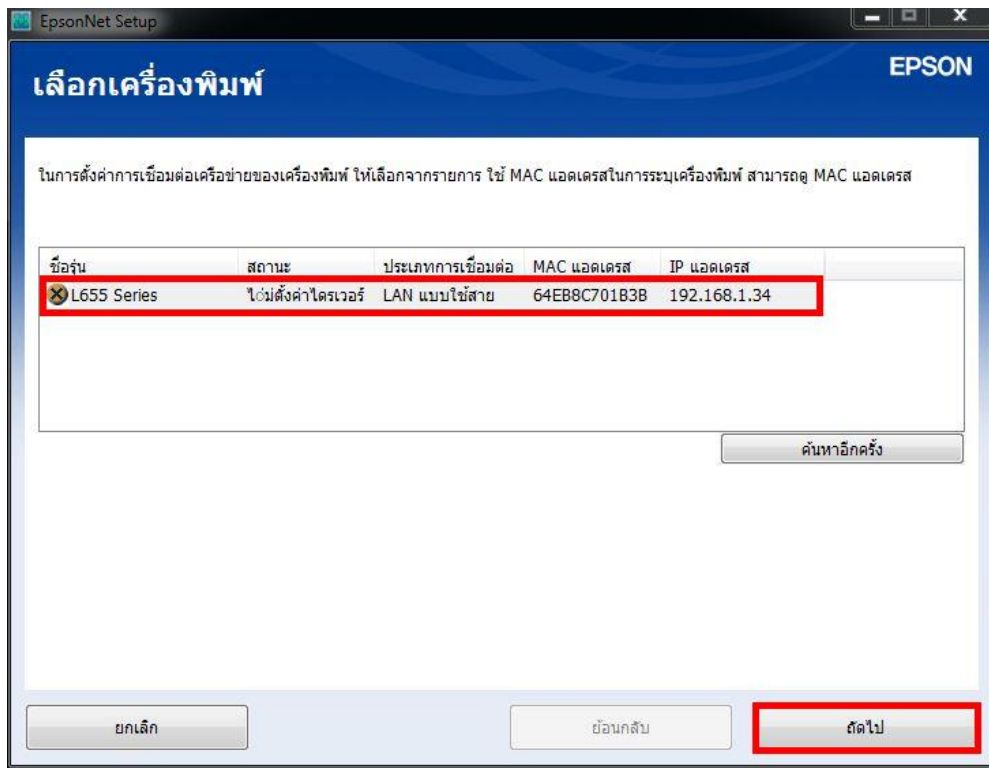 EpsonNet Setup
เลือกเครื่องพิมพ์
EPSON
ในการตั้งค่าการเชื่อมต่อเครือข่ายของเครื่องพิมพ์ ให้เลือกจากรายการ ใช้ MAC แอดเดรสในการระบุเครื่องพิมพ์ สามารถดู MAC แอดเดรส
ชื่อรุ่น สถานะ ประเภทการเชื่อมต่อ MAC แอดเดรส IP แอดเดรส
L655 Series ไ่ม่ตั้งค่าไดรเวอร์ LAN แบบใช้สาย 64EB8C701B3B 192.168.1.34
ค้นหาอีกครั้ง
ยกเลิก ย้อนกลับ ถัดไป